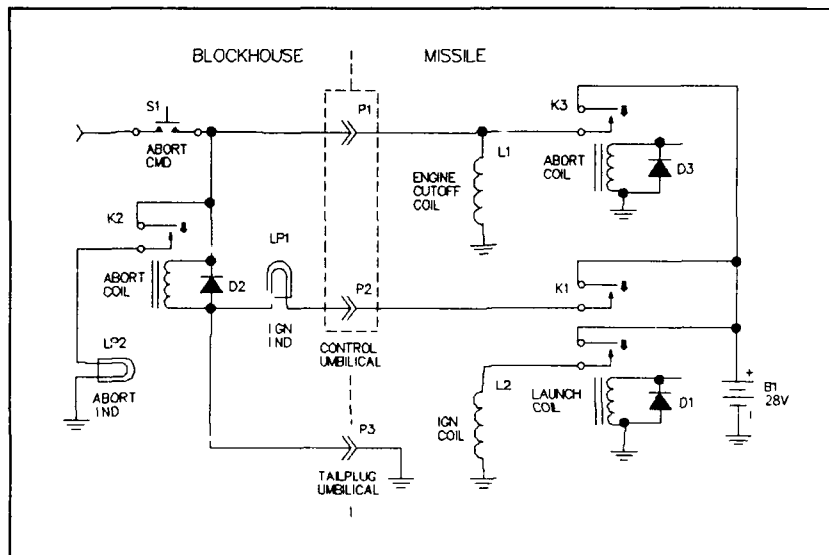 BLOCKHOUSE
MISSILE
S1
ABORT
CMD
P1
K3
L1
ENGINE
CUTOFF
COIL
ABORT
COIL
D3
K2
LP1
ABORT
COIL
D2
P2
K1
IGN
IND
CONTROL
UMBILICAL
LP2
ABORT
IND
L2
LAUNCH
COIL
D1
+
B1
28V
-
IGN
COIL
P3
TAILPLUG
UMBILICAL